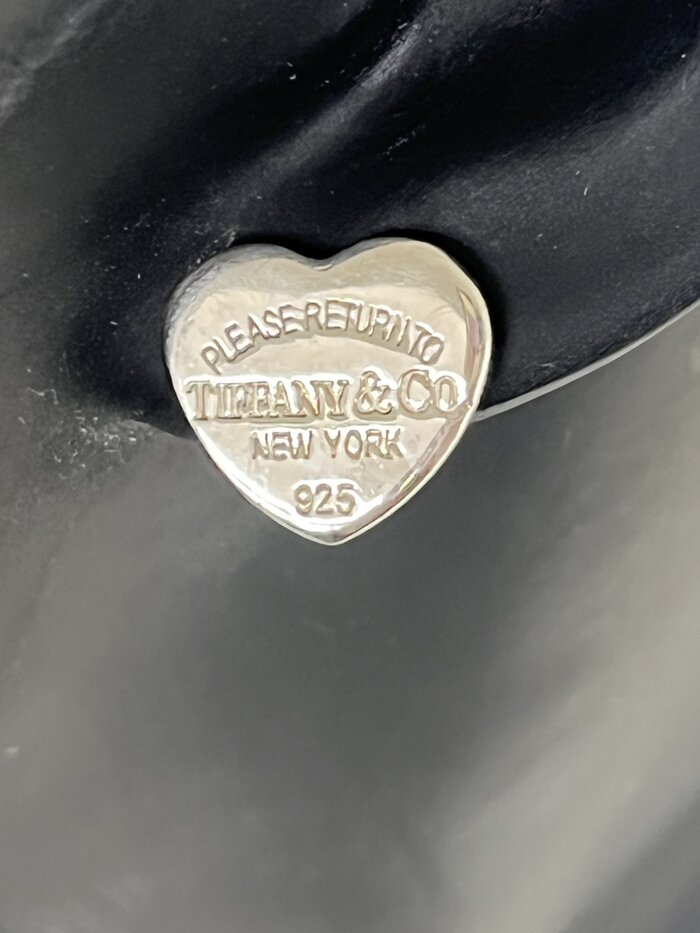 PLEASE RETURN TO
TIFFANY & CO
NEW YORK
925